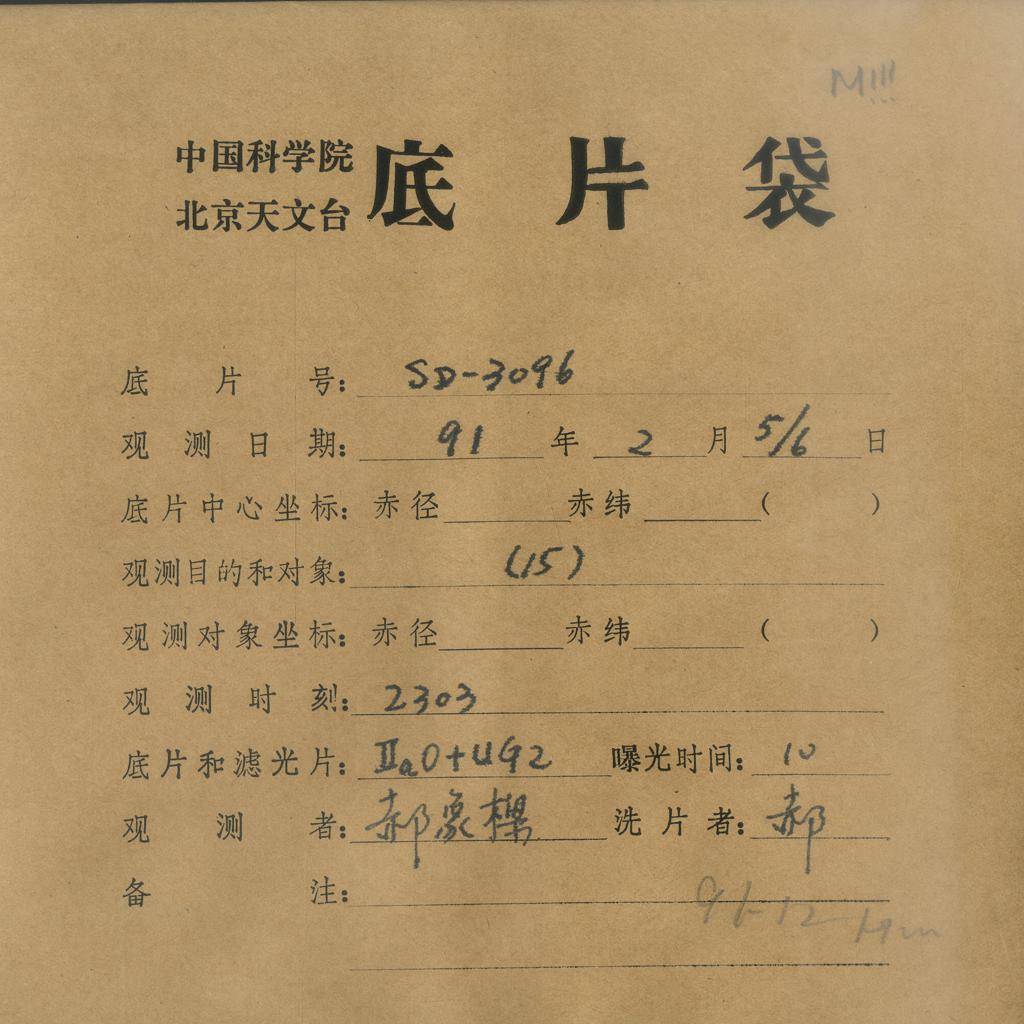 M!!!
中国科学院
北京天文台
底片袋
底片号： SD-3096
观测日期： 91 年 2 月 5/6 日
底片中心坐标： 赤径 赤纬 （ ）
观测目的和对象： (15)
观测对象坐标： 赤径 赤纬 （ ）
观测时刻： 2303
底片和滤光片： IIaO+UG2 曝光时间： 10
观测者： 郝象樑 洗片者： 郝
备注：